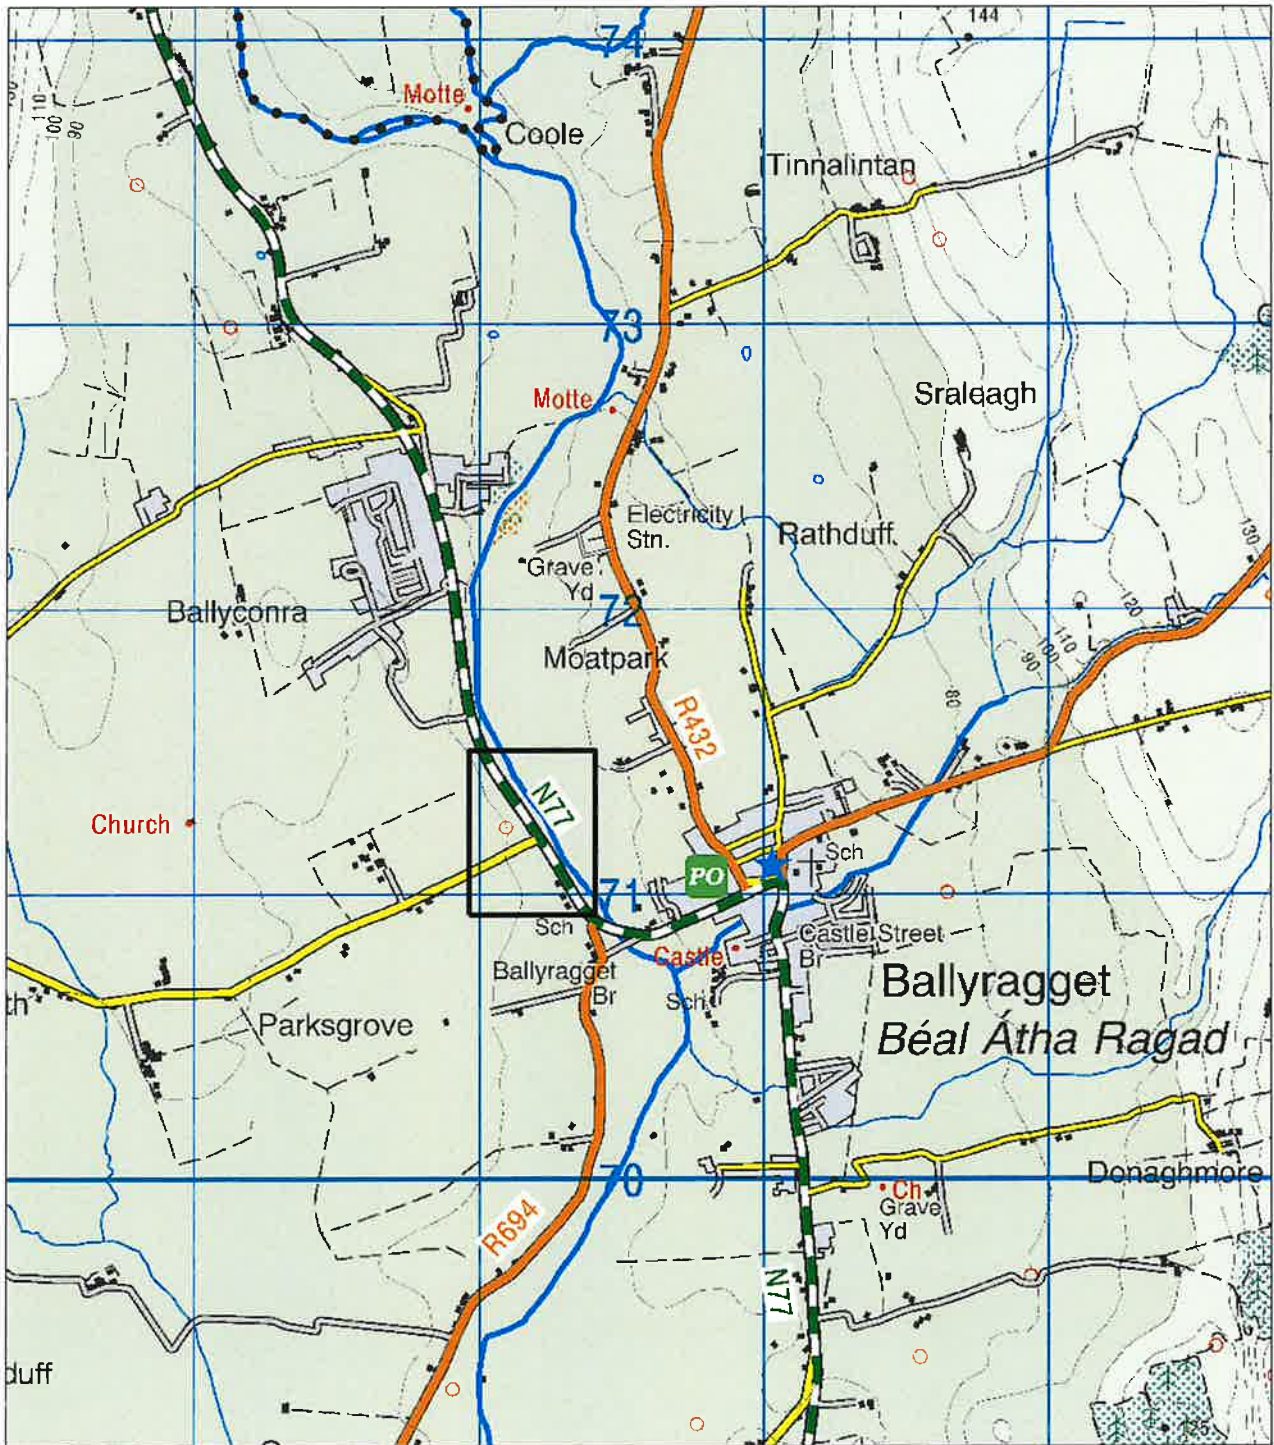 144
74
Motte
110
100
90
Coole
Tinnalintan
73
Sraleagh
Motte
Electricity
Stn.
Rathduff
130
Grave
Yd
72
Ballyconra
120
110
100
90
Moatpark
80
R432
N77
Church
Sch
PO
71
Sch
Castle Street
Br
Castle
Ballyragget
Br
Sch
Ballyragget
Béal Átha Ragad
th
Parksgrove
70
Donaghmore
Ch
Grave
Yd
R694
N77
duff